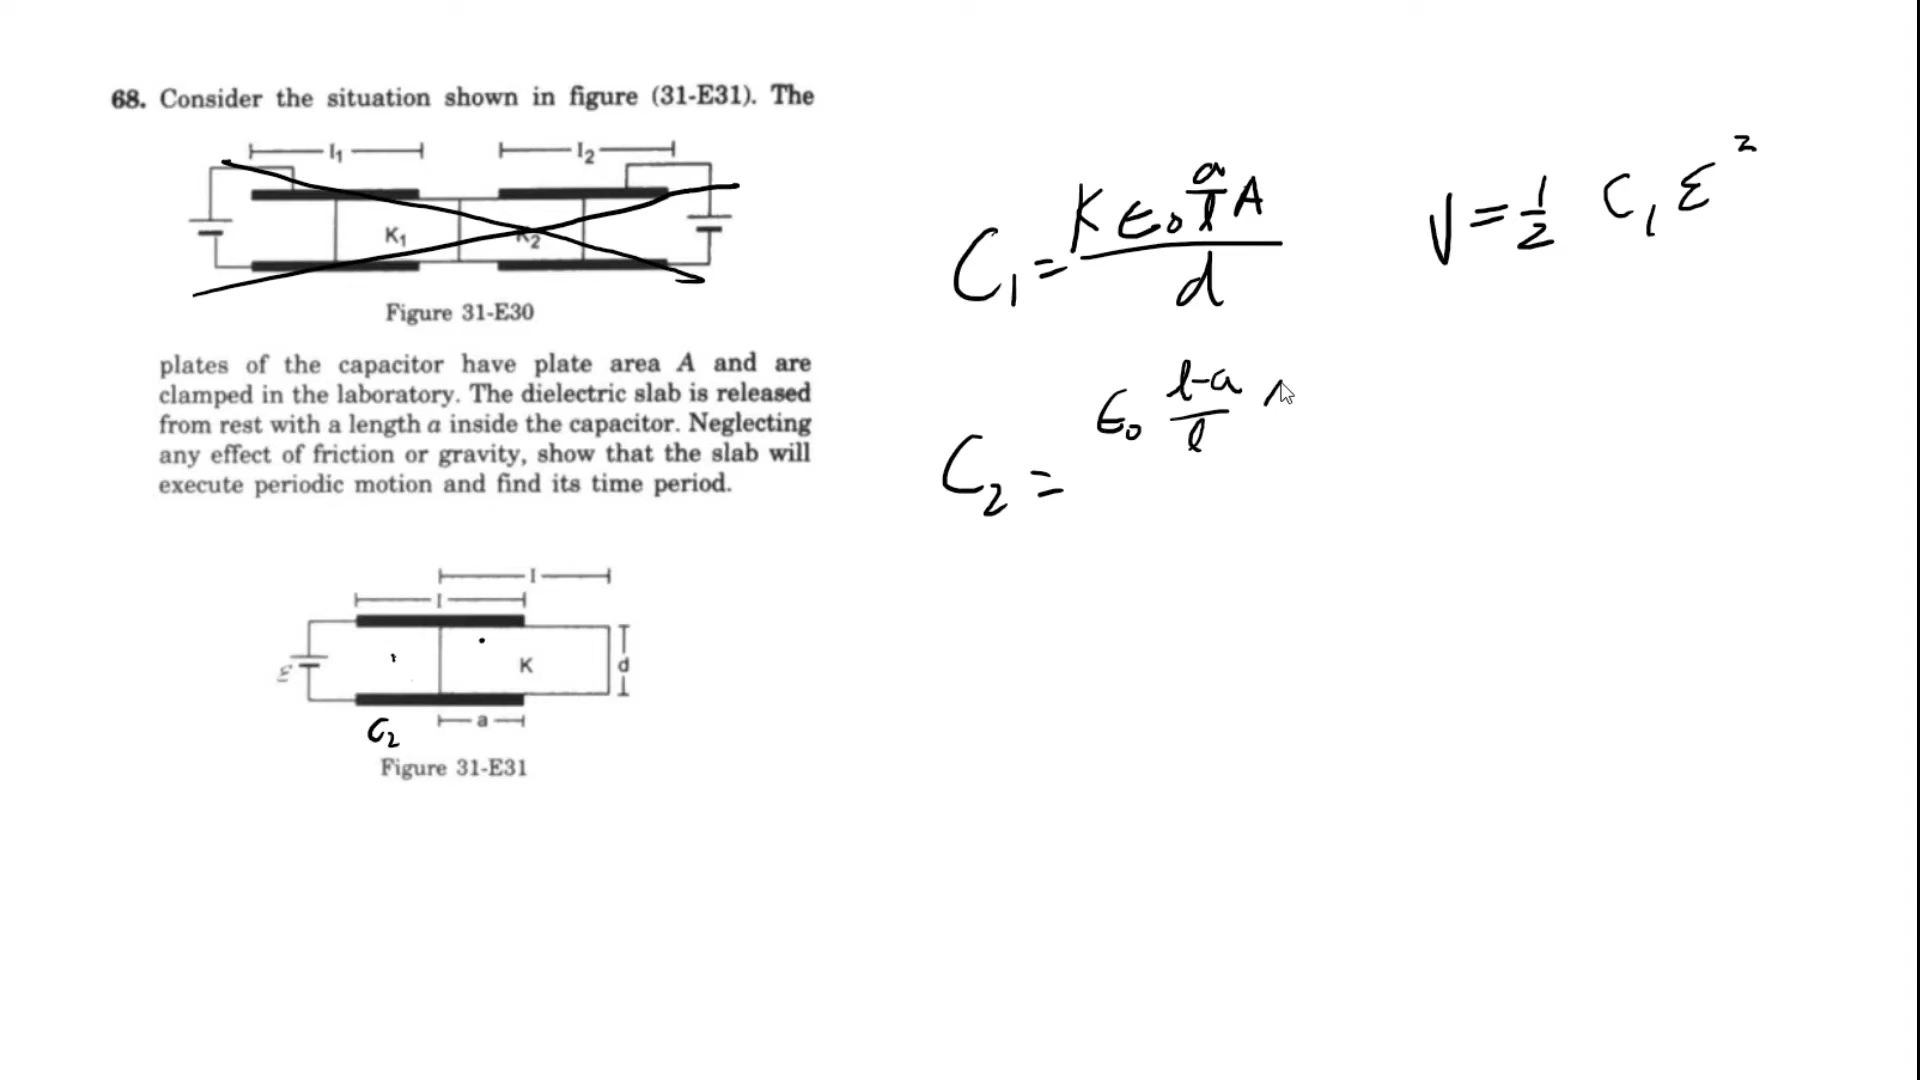 68. Consider the situation shown in figure (31-E31). The
l₁ l₂
K₁ K₂
Figure 31-E30
plates of the capacitor have plate area A and are
clamped in the laboratory. The dielectric slab is released
from rest with a length a inside the capacitor. Neglecting
any effect of friction or gravity, show that the slab will
execute periodic motion and find its time period.
l
l
ε K d
C₂ a
Figure 31-E31
C₁ = K ε₀ a/l A / d
U = 1/2 C₁ ε²
C₂ = ε₀ l-a/l